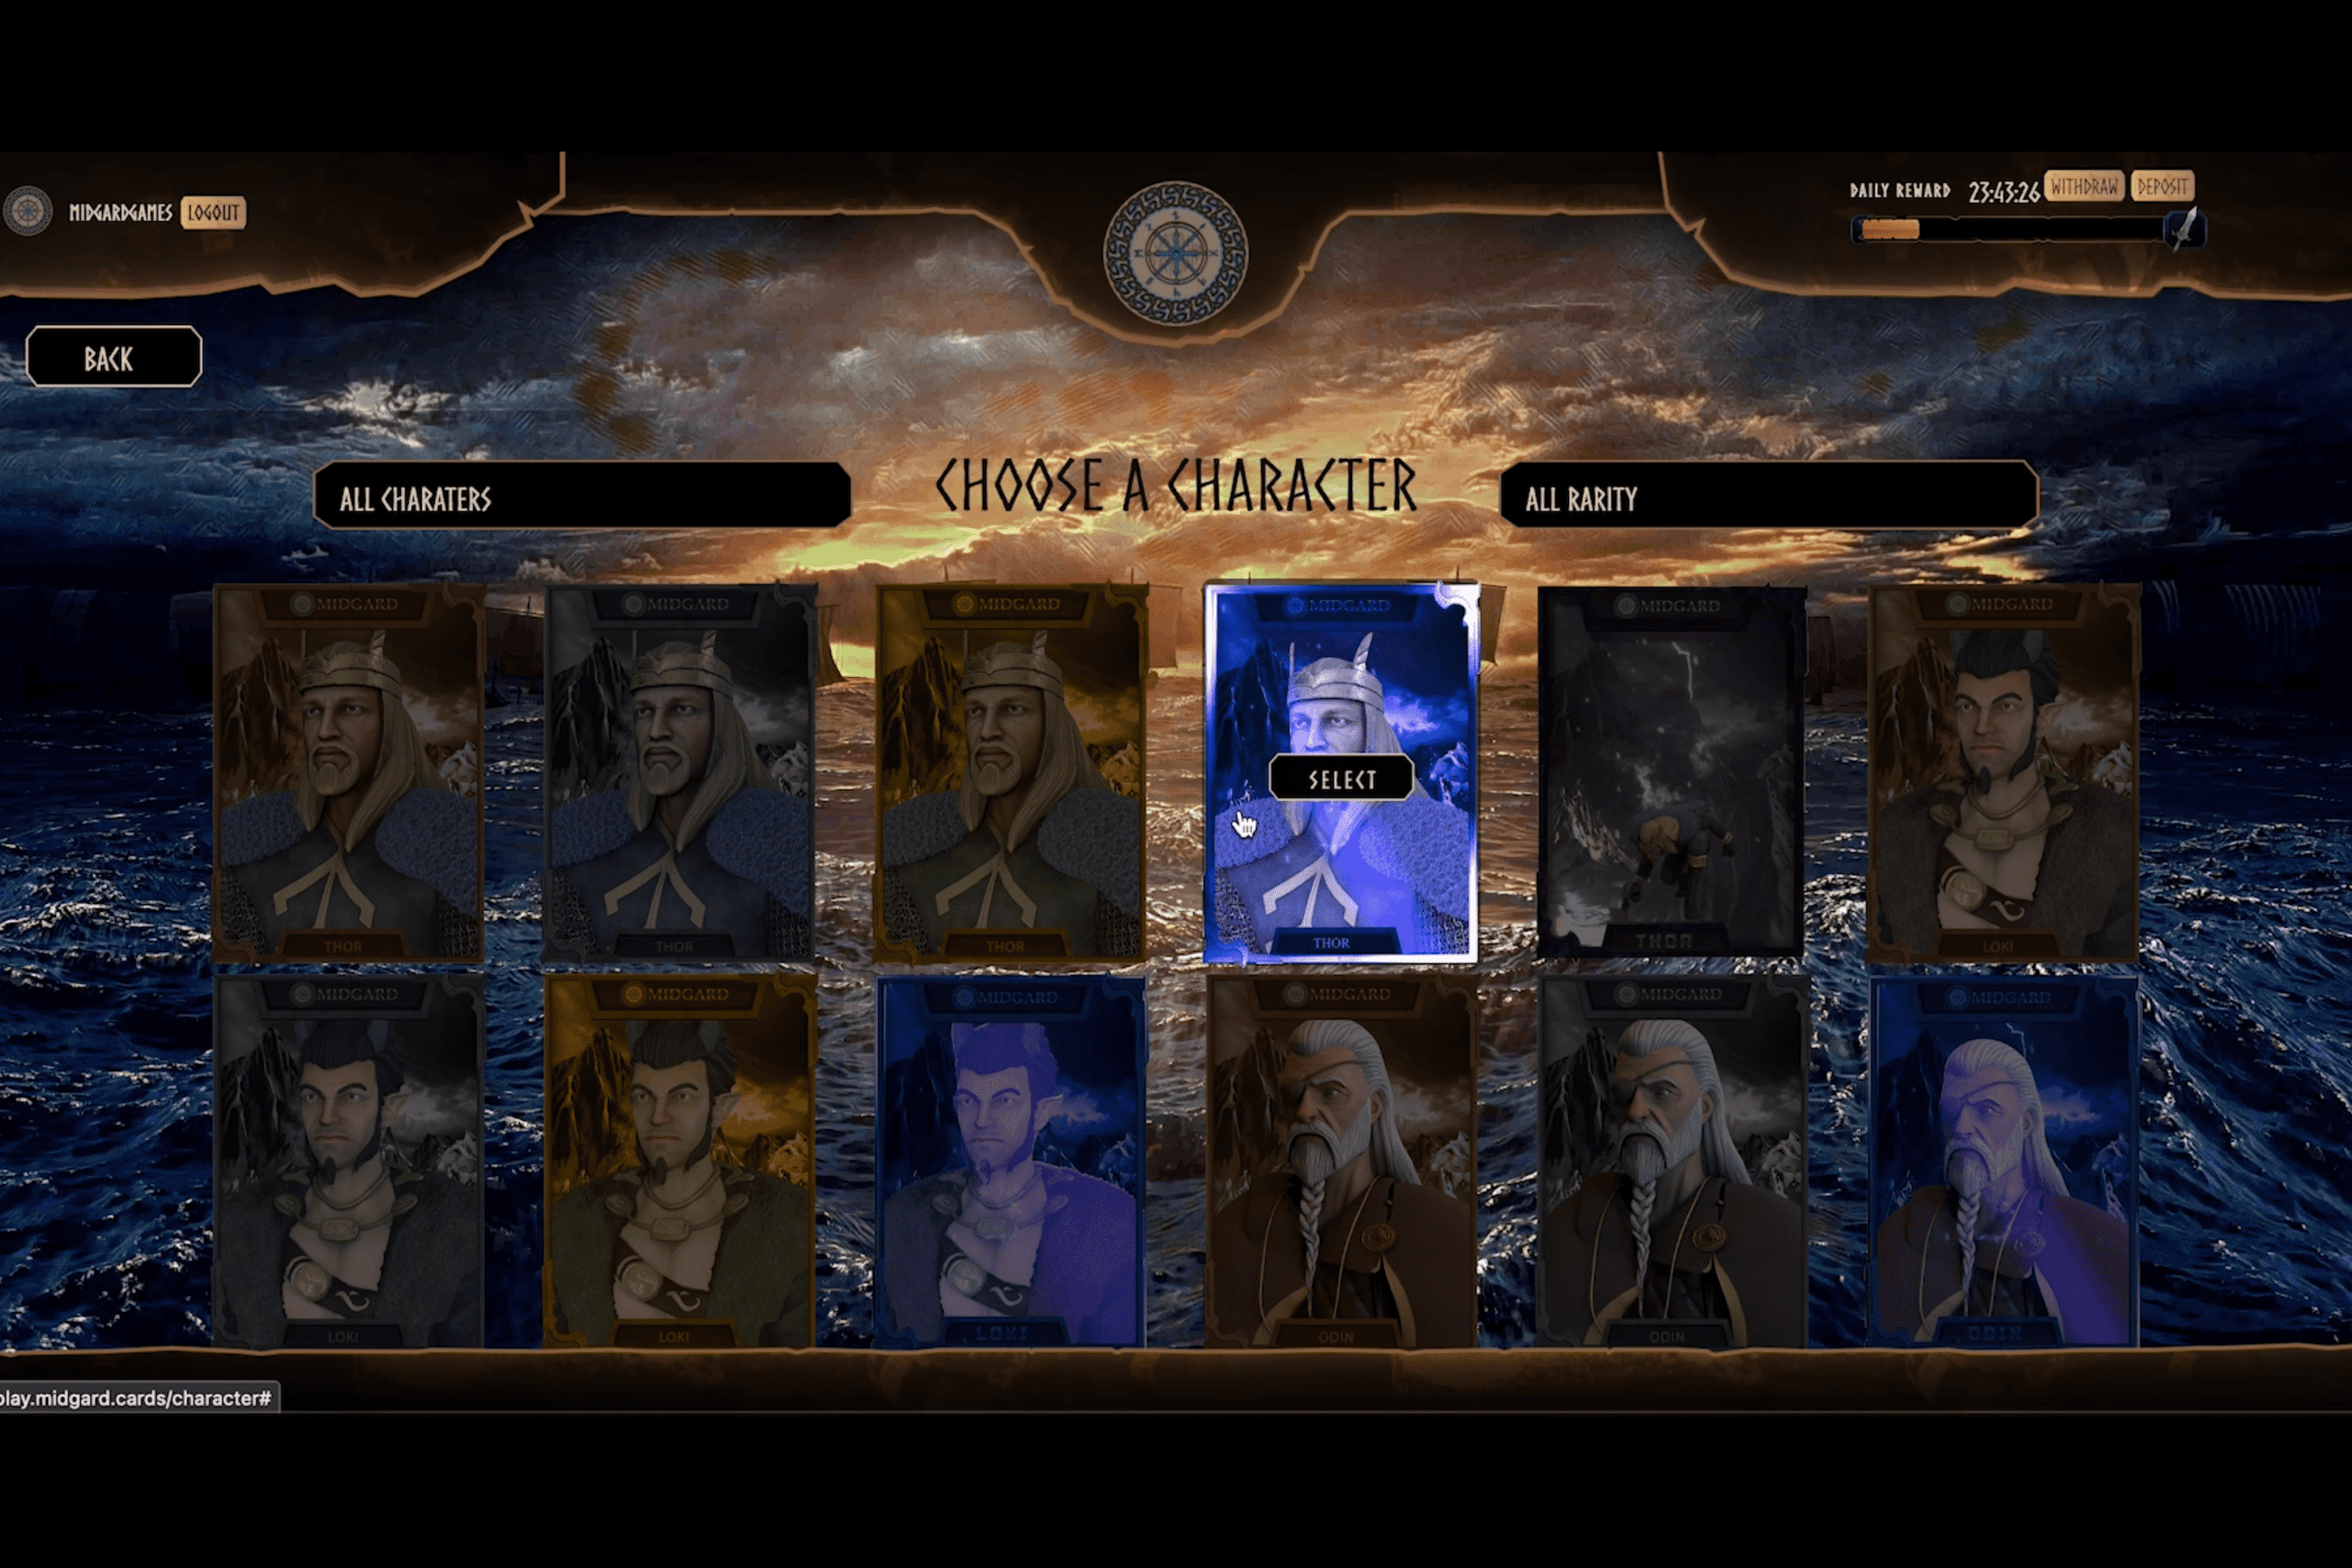 MIDGARDGAMES LOGOUT
DAILY REWARD 23:43:26 WITHDRAW DEPOSIT
BACK
ALL CHARATERS
CHOOSE A CHARACTER
ALL RARITY
MIDGARD
MIDGARD
MIDGARD
MIDGARD
MIDGARD
MIDGARD
SELECT
THOR
THOR
THOR
THOR
THOR
LOKI
MIDGARD
MIDGARD
MIDGARD
MIDGARD
MIDGARD
MIDGARD
LOKI
LOKI
LOKI
ODIN
ODIN
ODIN
play.midgard.cards/character#